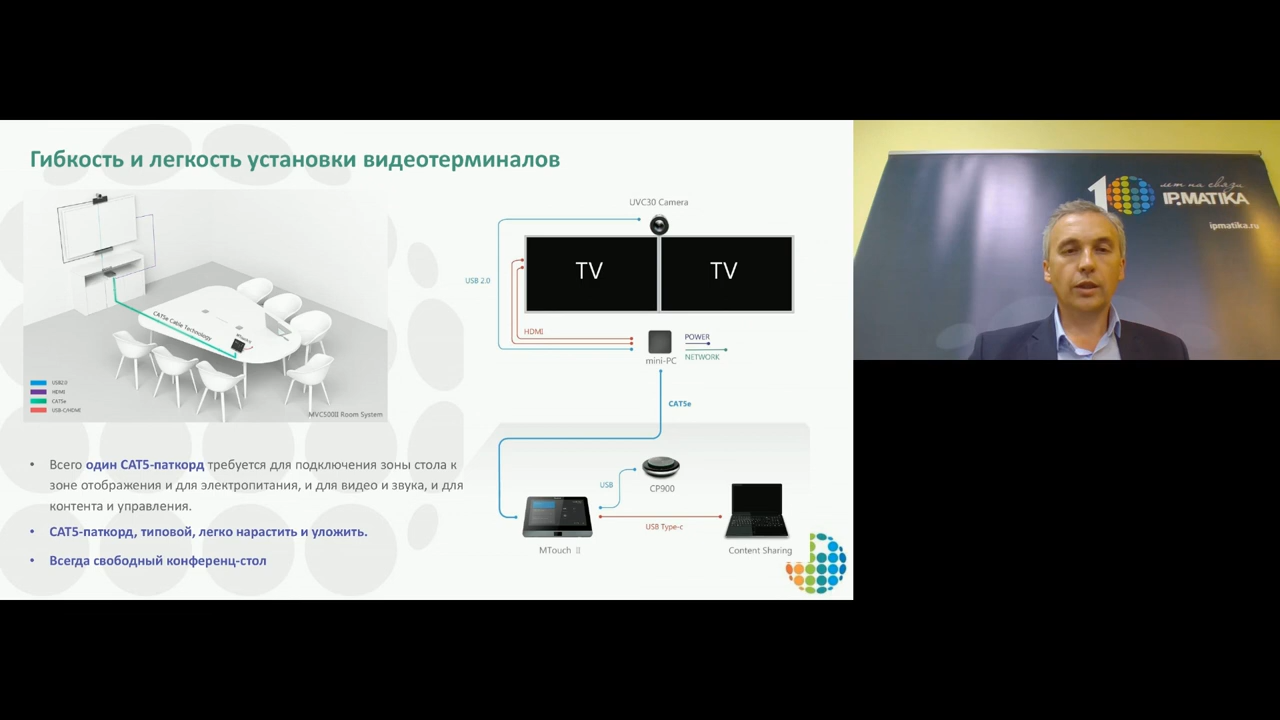 Гибкость и легкость установки видеотерминалов
CAT5e Cable Technology
USB2.0
HDMI
CAT5e
USB-C/HDMI
MVC500II Room System
• Всего один CAT5-паткорд требуется для подключения зоны стола к
зоне отображения и для электропитания, и для видео и звука, и для
контента и управления.
• CAT5-паткорд, типовой, легко нарастить и уложить.
• Всегда свободный конференц-стол
UVC30 Camera
TV TV
USB 2.0
HDMI
POWER
NETWORK
mini-PC
CAT5e
USB
CP900
USB Type-c
MTouch II
Content Sharing
10 лет на связи
IPMATIKA
ipmatika.ru